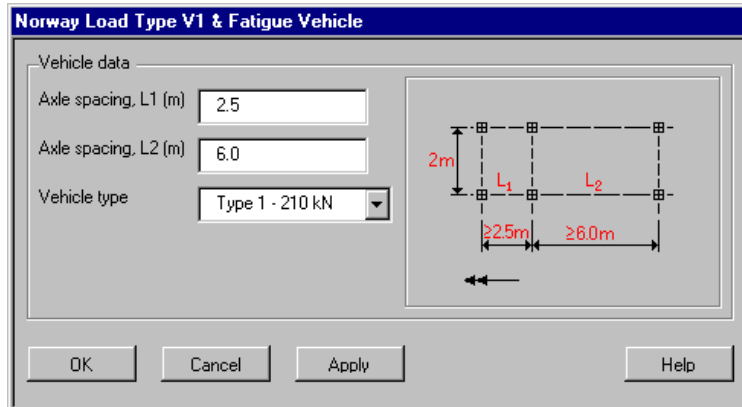 Norway Load Type V1 & Fatigue Vehicle
Vehicle data
Axle spacing, L1 (m) 2.5
Axle spacing, L2 (m) 6.0
Vehicle type Type 1 - 210 kN
2m
L₁ L₂
≥2.5m ≥6.0m
OK Cancel Apply Help